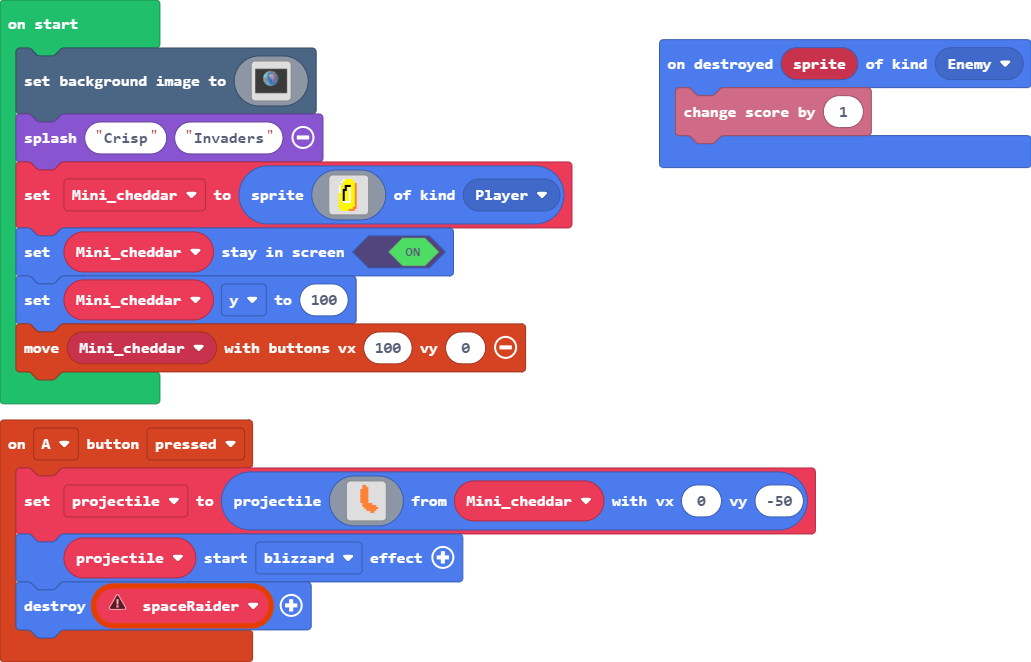 on start
set background image to
splash "Crisp" "Invaders"
set Mini_cheddar to sprite of kind Player
set Mini_cheddar stay in screen ON
set Mini_cheddar y to 100
move Mini_cheddar with buttons vx 100 vy 0
on destroyed sprite of kind Enemy
change score by 1
on A button pressed
set projectile to projectile from Mini_cheddar with vx 0 vy -50
projectile start blizzard effect
destroy spaceRaider